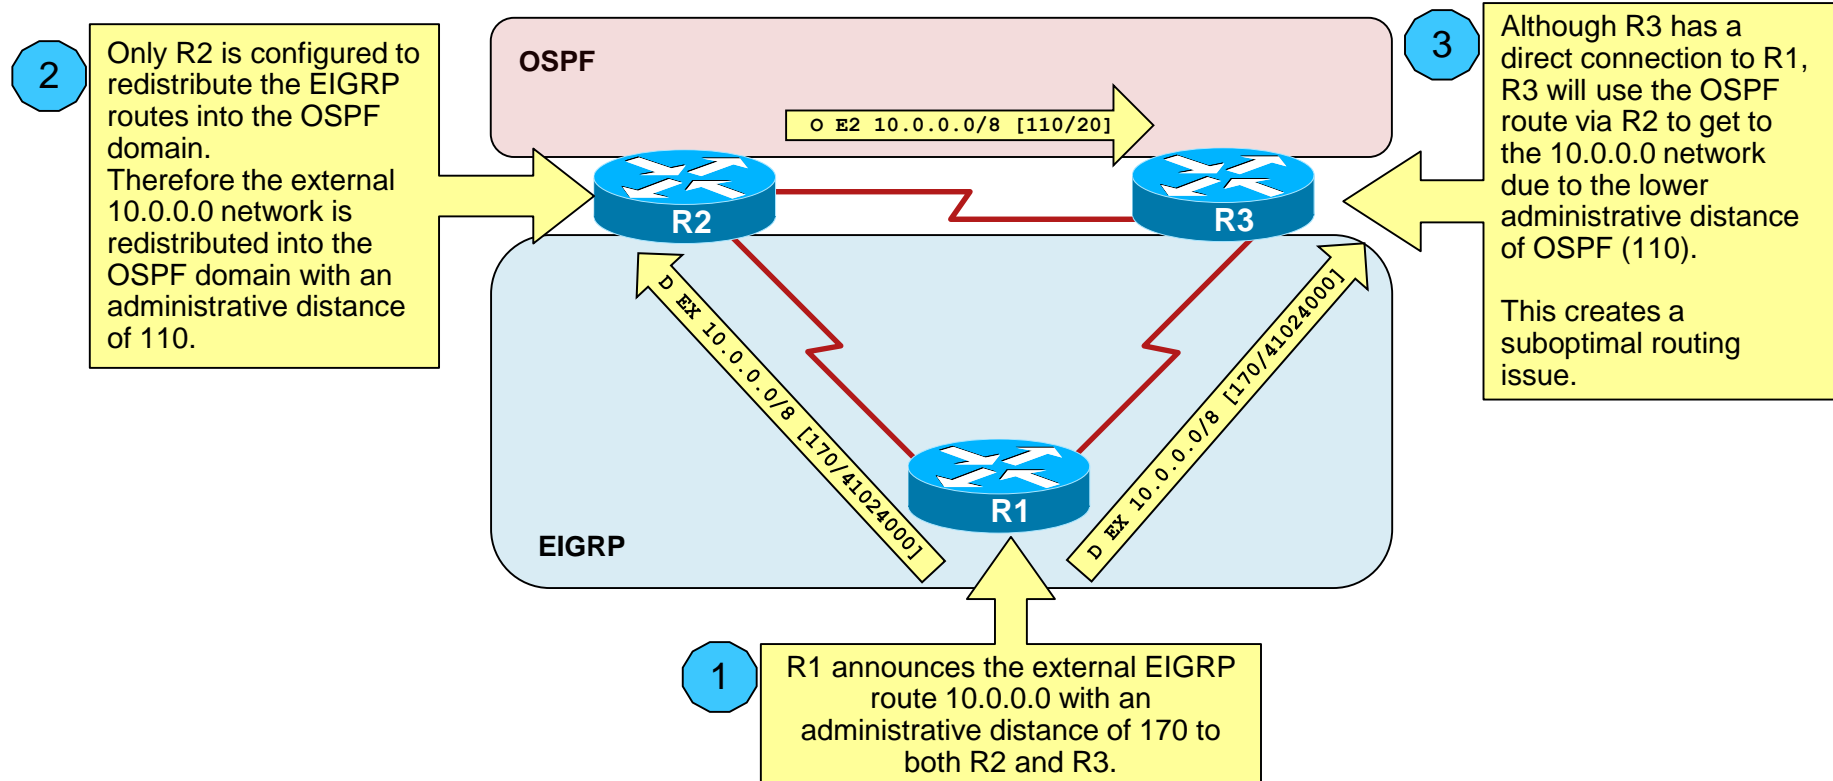 2
Only R2 is configured to
redistribute the EIGRP
routes into the OSPF
domain.
Therefore the external
10.0.0.0 network is
redistributed into the
OSPF domain with an
administrative distance
of 110.
OSPF
O E2 10.0.0.0/8 [110/20]
3
Although R3 has a
direct connection to R1,
R3 will use the OSPF
route via R2 to get to
the 10.0.0.0 network
due to the lower
administrative distance
of OSPF (110).
This creates a
suboptimal routing
issue.
R2
R3
D EX 10.0.0.0/8 [170/41024000]
D EX 10.0.0.0/8 [170/41024000]
R1
EIGRP
1
R1 announces the external EIGRP
route 10.0.0.0 with an
administrative distance of 170 to
both R2 and R3.